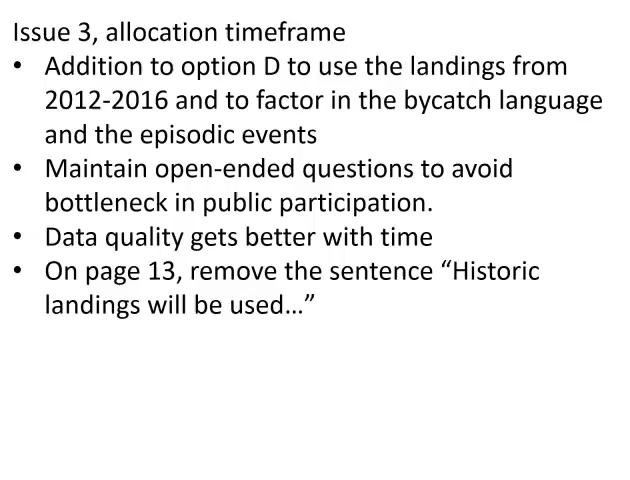 Issue 3, allocation timeframe
• Addition to option D to use the landings from
2012-2016 and to factor in the bycatch language
and the episodic events
• Maintain open-ended questions to avoid
bottleneck in public participation.
• Data quality gets better with time
• On page 13, remove the sentence “Historic
landings will be used…”